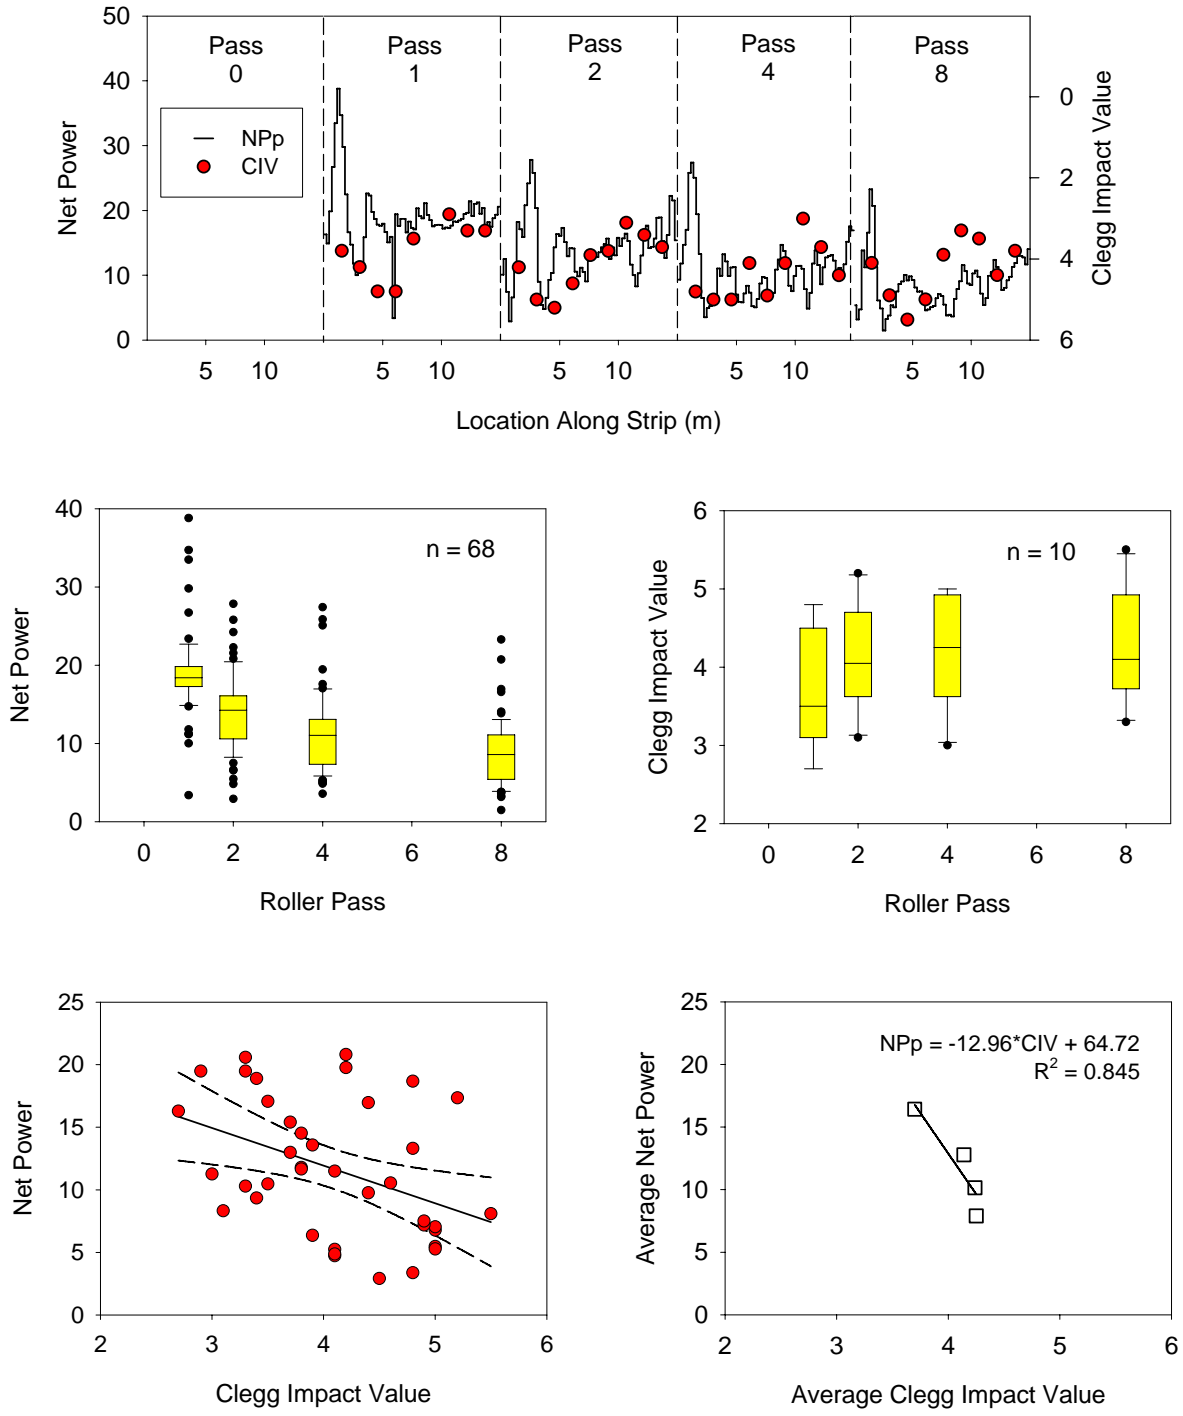 50
40
30
20
10
0
Net Power
Pass
0
Pass
1
Pass
2
Pass
4
Pass
8
NPp
CIV
0
2
4
6
Clegg Impact Value
5 10 5 10 5 10 5 10 5 10
Location Along Strip (m)
40
30
20
10
0
Net Power
n = 68
0 2 4 6 8
Roller Pass
6
5
4
3
2
Clegg Impact Value
n = 10
0 2 4 6 8
Roller Pass
25
20
15
10
5
0
Net Power
2 3 4 5 6
Clegg Impact Value
25
20
15
10
5
0
Average Net Power
NPp = -12.96*CIV + 64.72
R² = 0.845
2 3 4 5 6
Average Clegg Impact Value